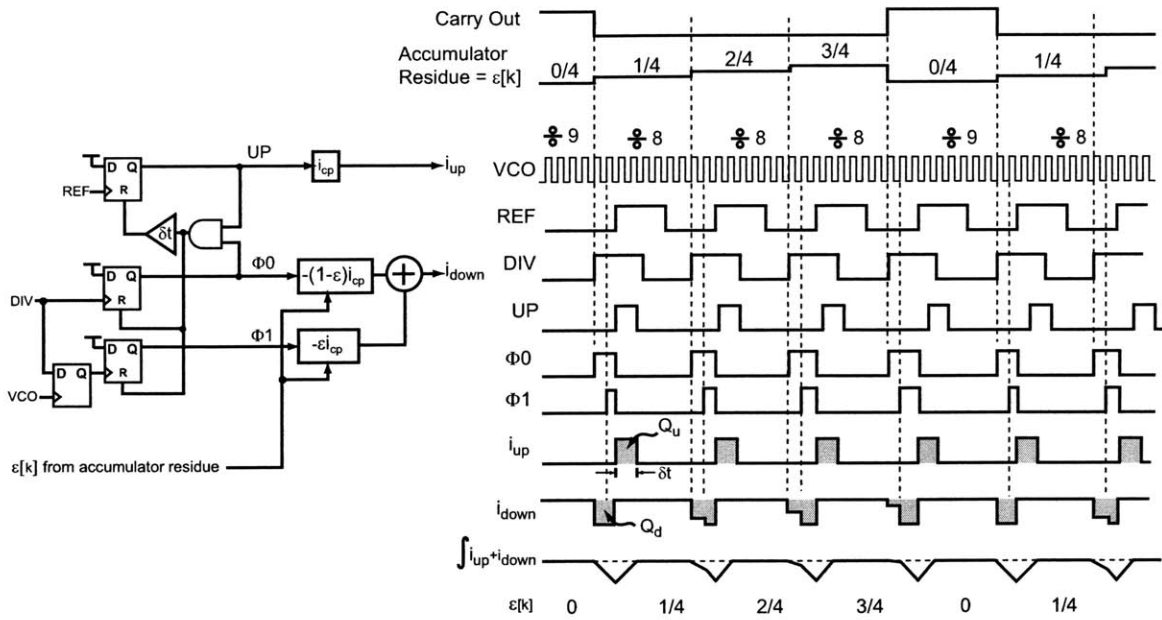 Carry Out
Accumulator
Residue = ε[k]
0/4 1/4 2/4 3/4 0/4 1/4
÷ 9 ÷ 8 ÷ 8 ÷ 8 ÷ 9 ÷ 8
VCO
REF
DIV
UP
Φ0
Φ1
i_up
Q_u
δt
i_down
Q_d
∫ i_up+i_down
ε[k] 0 1/4 2/4 3/4 0 1/4
D Q
R
REF
UP
i_cp
i_up
δt
D Q
R
DIV
Φ0
-(1-ε)i_cp
+
i_down
D Q
R
Φ1
-εi_cp
D Q
VCO
ε[k] from accumulator residue